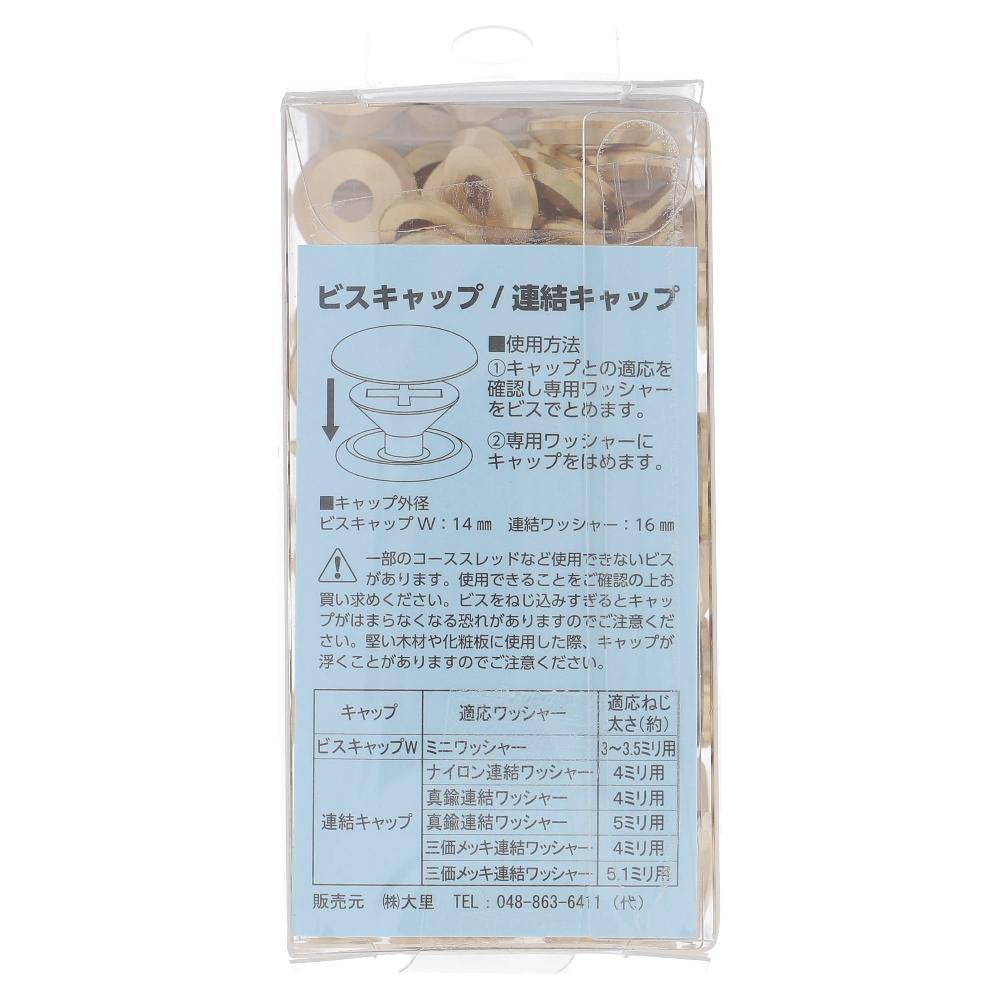 ビスキャップ / 連結キャップ
■使用方法
①キャップとの適応を
確認し専用ワッシャー
をビスでとめます。
②専用ワッシャーに
キャップをはめます。
■キャップ外径
ビスキャップW：14㎜　連結ワッシャー：16㎜
一部のコーススレッドなど使用できないビス
があります。使用できることをご確認の上お
買い求めください。ビスをねじ込みすぎるとキャッ
プがはまらなくなる恐れがありますのでご注意くだ
さい。堅い木材や化粧板に使用した際、キャップが
浮くことがありますのでご注意ください。
キャップ 適応ワッシャー 適応ねじ
太さ(約)
ビスキャップW ミニワッシャー 3～3.5ミリ用
ナイロン連結ワッシャー 4ミリ用
真鍮連結ワッシャー 4ミリ用
連結キャップ 真鍮連結ワッシャー 5ミリ用
三価メッキ連結ワッシャー 4ミリ用
三価メッキ連結ワッシャー 5.1ミリ用
販売元　㈱大里　TEL：048-863-6411（代）